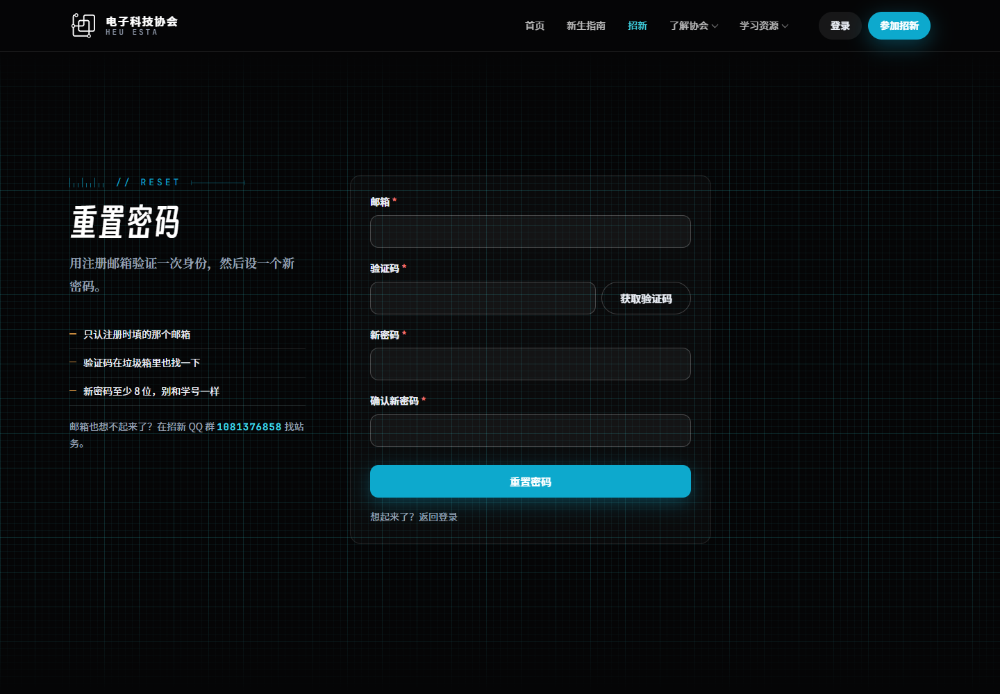 电子科技协会
HEU ESTA
首页 新生指南 招新 了解协会 学习资源 登录 参加招新
// RESET
重置密码
用注册邮箱验证一次身份，然后设一个新
密码。
只认注册时填的那个邮箱
验证码在垃圾箱里也找一下
新密码至少 8 位，别和学号一样
邮箱也想不起来了？在招新 QQ 群 1081376858 找站
务。
邮箱 *
验证码 *
获取验证码
新密码 *
确认新密码 *
重置密码
想起来了？返回登录